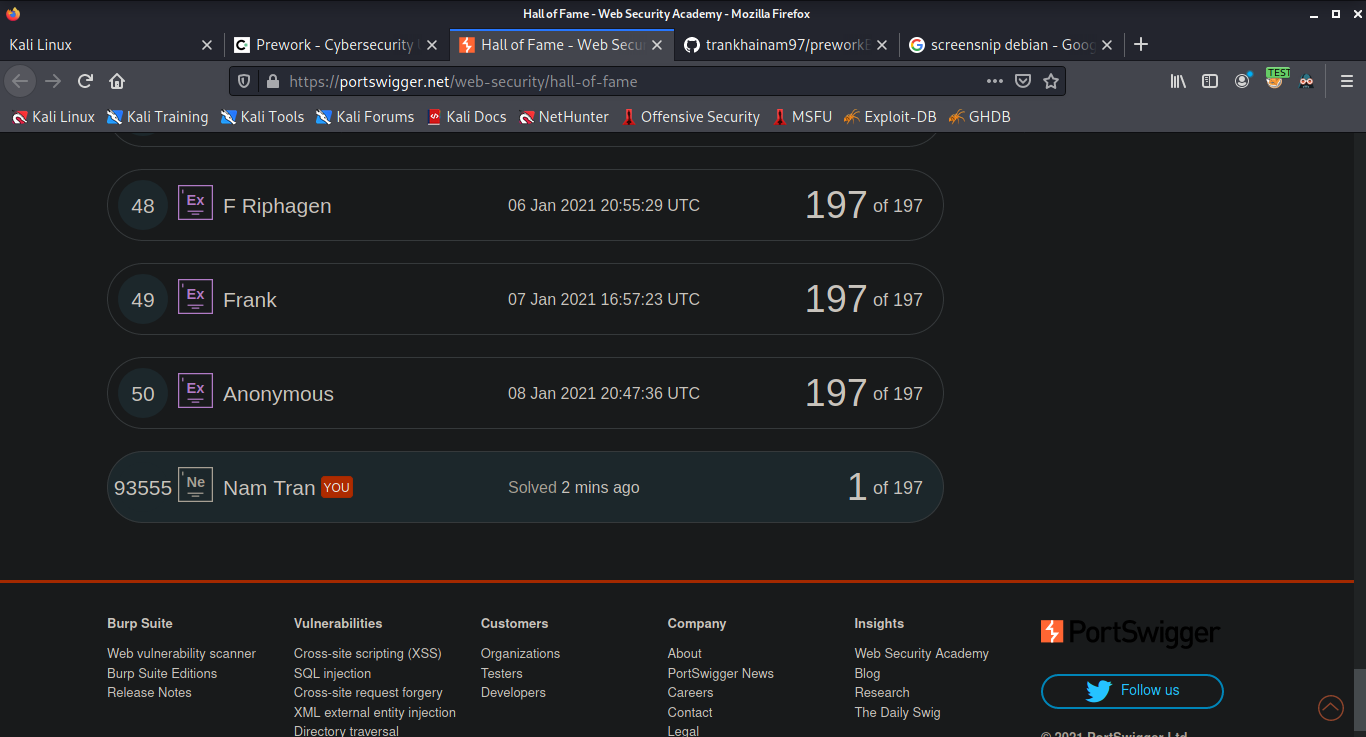 Hall of Fame - Web Security Academy - Mozilla Firefox
Kali Linux
Prework - Cybersecurity
Hall of Fame - Web Secu
trankhainam97/prework
screensnip debian - Goog
https://portswigger.net/web-security/hall-of-fame
TEST
Kali Linux Kali Training Kali Tools Kali Forums Kali Docs NetHunter Offensive Security MSFU Exploit-DB GHDB
48 Ex F Riphagen 06 Jan 2021 20:55:29 UTC 197 of 197
49 Ex Frank 07 Jan 2021 16:57:23 UTC 197 of 197
50 Ex Anonymous 08 Jan 2021 20:47:36 UTC 197 of 197
93555 Ne Nam Tran YOU Solved 2 mins ago 1 of 197
Burp Suite
Web vulnerability scanner
Burp Suite Editions
Release Notes
Vulnerabilities
Cross-site scripting (XSS)
SQL injection
Cross-site request forgery
XML external entity injection
Directory traversal
Customers
Organizations
Testers
Developers
Company
About
PortSwigger News
Careers
Contact
Legal
Insights
Web Security Academy
Blog
Research
The Daily Swig
PortSwigger
Follow us
© 2021 PortSwigger Ltd